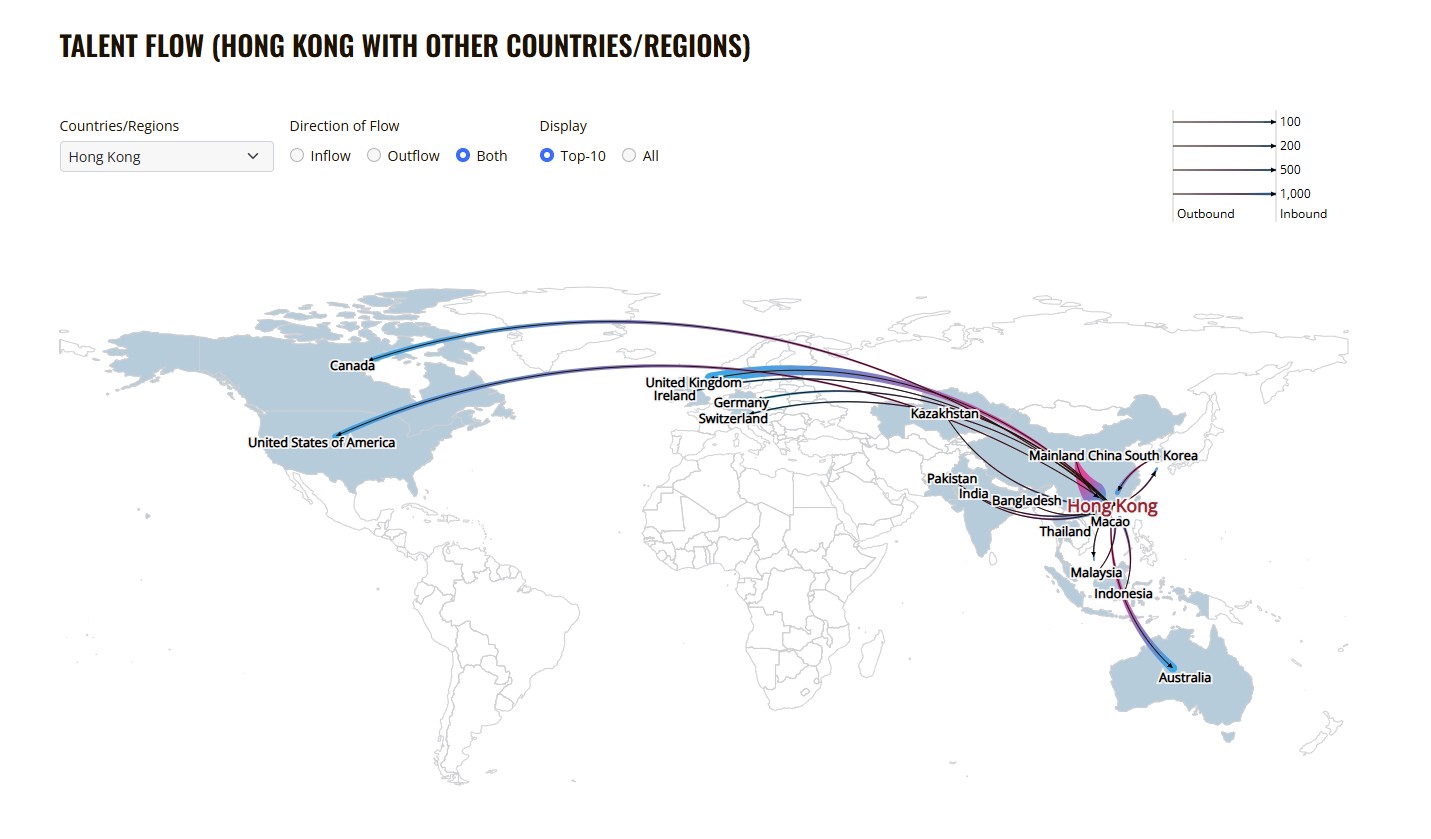 TALENT FLOW (HONG KONG WITH OTHER COUNTRIES/REGIONS)
Countries/Regions
Hong Kong
Direction of Flow
Inflow
Outflow
Both
Display
Top-10
All
100
200
500
1,000
Outbound
Inbound
Canada
United States of America
United Kingdom
Ireland
Germany
Switzerland
Kazakhstan
Mainland China
South Korea
Pakistan
India
Bangladesh
Hong Kong
Macao
Thailand
Malaysia
Indonesia
Australia